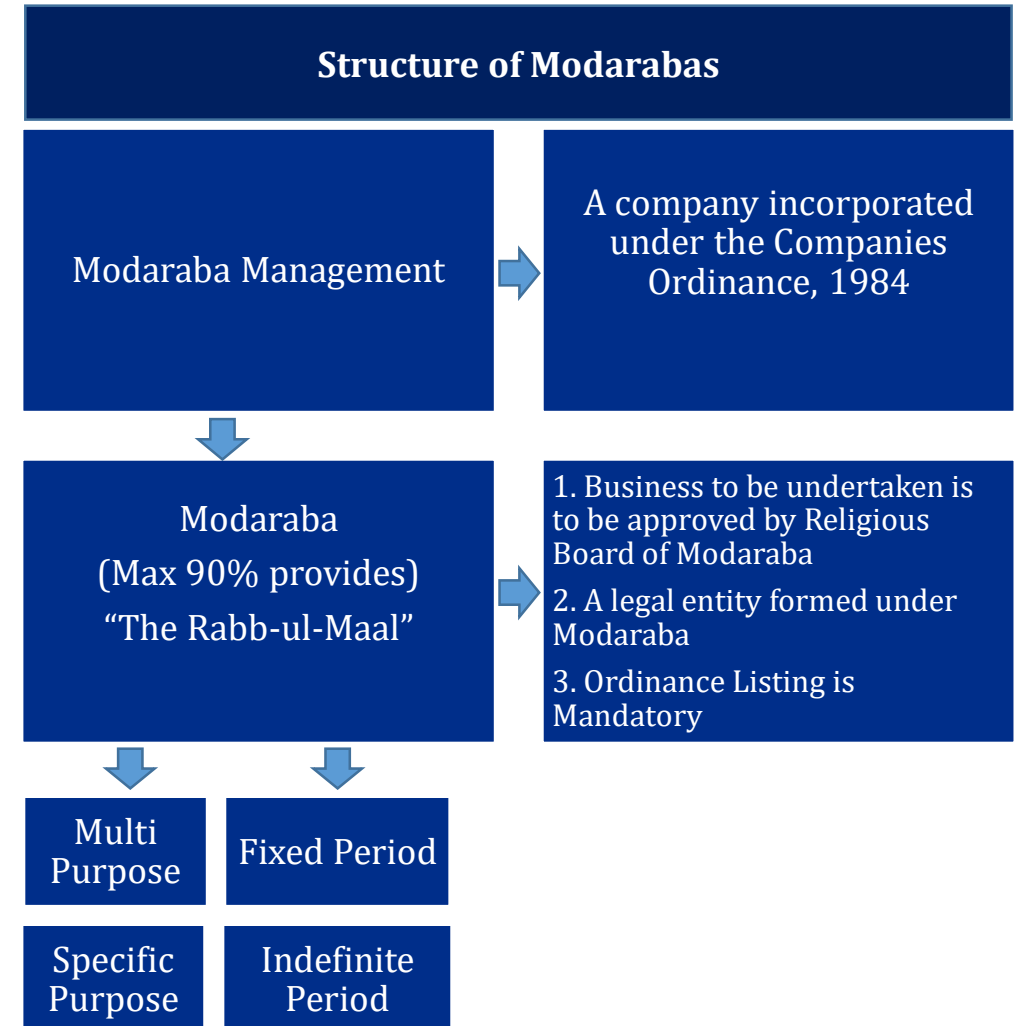 Structure of Modarabas
Modaraba Management
A company incorporated
under the Companies
Ordinance, 1984
Modaraba
(Max 90% provides)
“The Rabb-ul-Maal”
1. Business to be undertaken is
to be approved by Religious
Board of Modaraba
2. A legal entity formed under
Modaraba
3. Ordinance Listing is
Mandatory
Multi
Purpose
Fixed Period
Specific
Purpose
Indefinite
Period